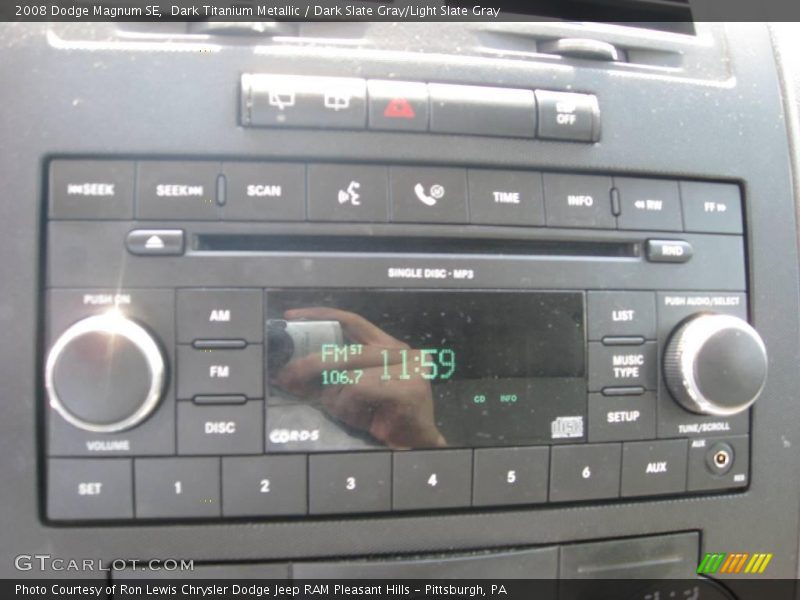 2008 Dodge Magnum SE, Dark Titanium Metallic / Dark Slate Gray/Light Slate Gray
OFF
SEEK SEEK SCAN TIME INFO RW FF
RND
SINGLE DISC - MP3
PUSH ON
AM
LIST
PUSH AUDIO/SELECT
FM ST
106.7
11:59
FM
MUSIC
TYPE
CD INFO
DISC
SETUP
VOLUME
TUNE/SCROLL
SET 1 2 3 4 5 6 AUX
AUX
GTCARLOT.COM
Photo Courtesy of Ron Lewis Chrysler Dodge Jeep RAM Pleasant Hills - Pittsburgh, PA